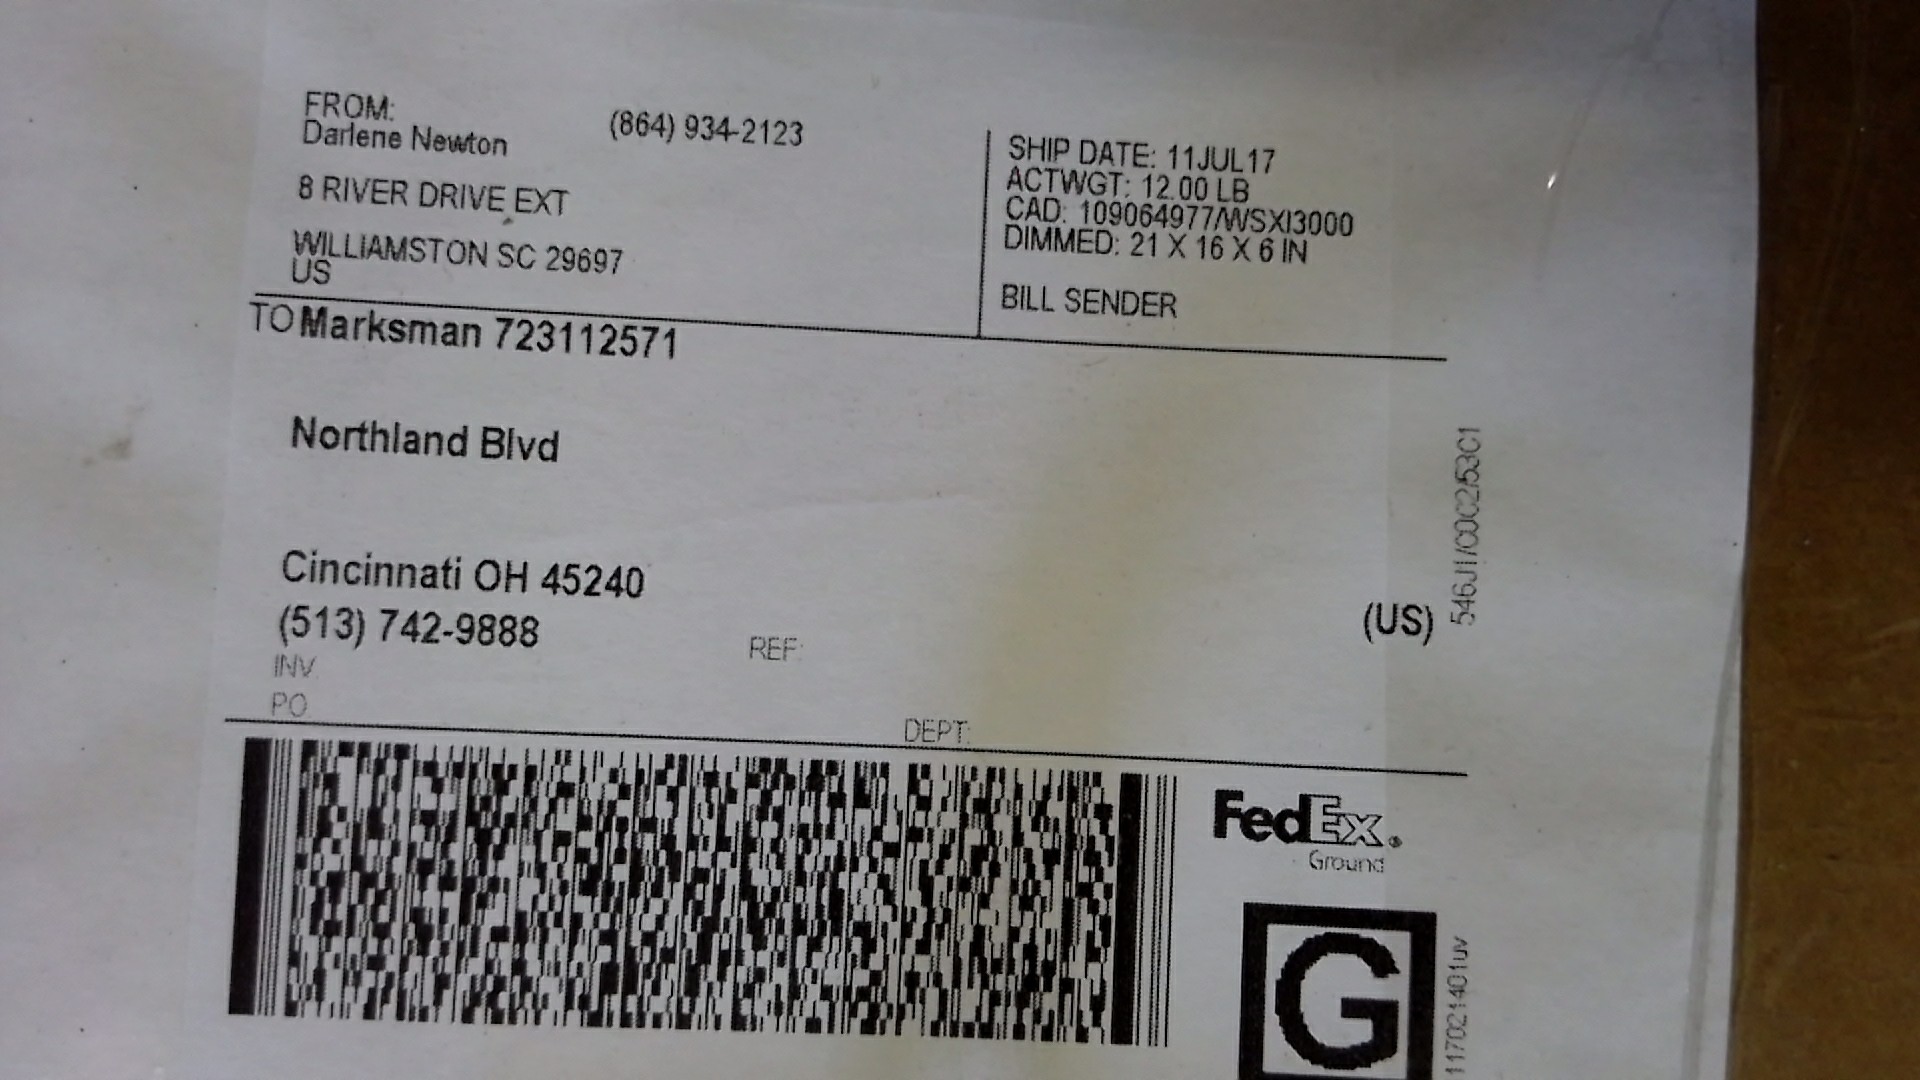 FROM:
Darlene Newton
(864) 934-2123
8 RIVER DRIVE EXT
WILLIAMSTON SC 29697
US
SHIP DATE: 11JUL17
ACTWGT: 12.00 LB
CAD: 109064977/WSXI3000
DIMMED: 21 X 16 X 6 IN
BILL SENDER
TO Marksman 723112571
Northland Blvd
Cincinnati OH 45240
(513) 742-9888
(US)
INV
REF:
PO
DEPT:
546J1/C0C2/53C1
FedEx
Ground
G
117021401uv